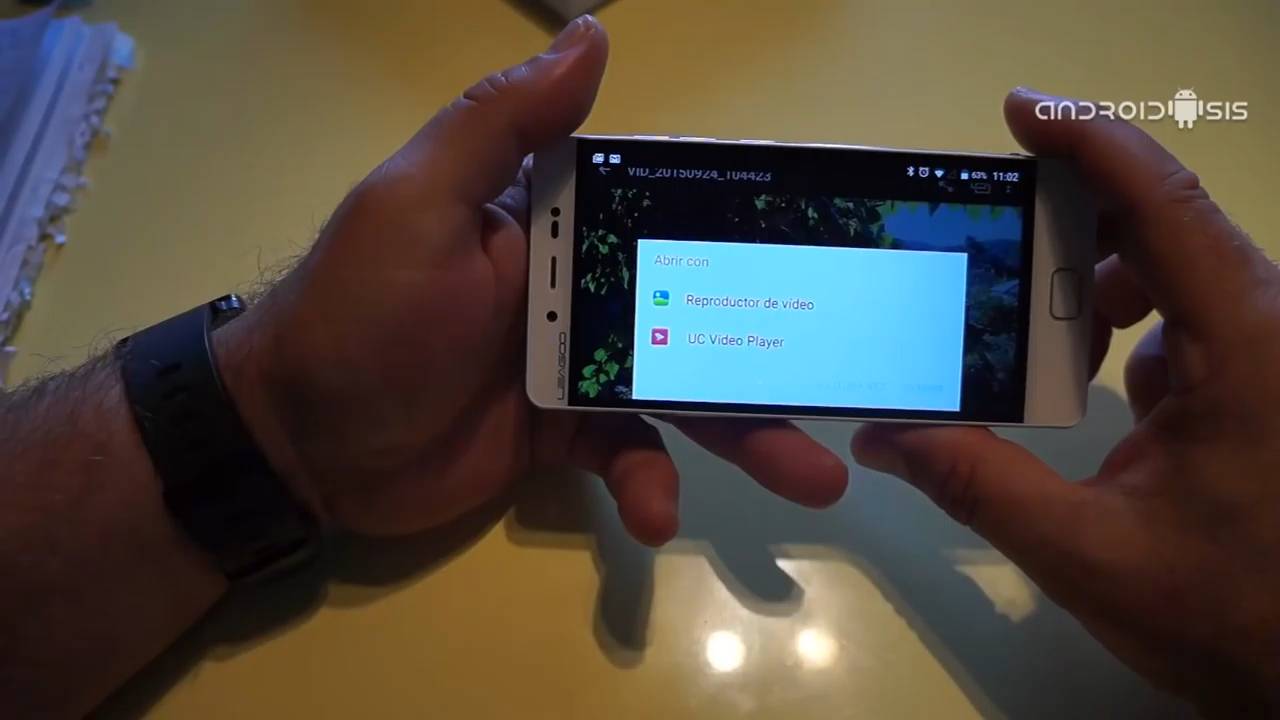 ANDROIDSIS
VID_20150924_104423
63% 11:02
Abrir con
Reproductor de vídeo
UC Video Player
LEAGOO